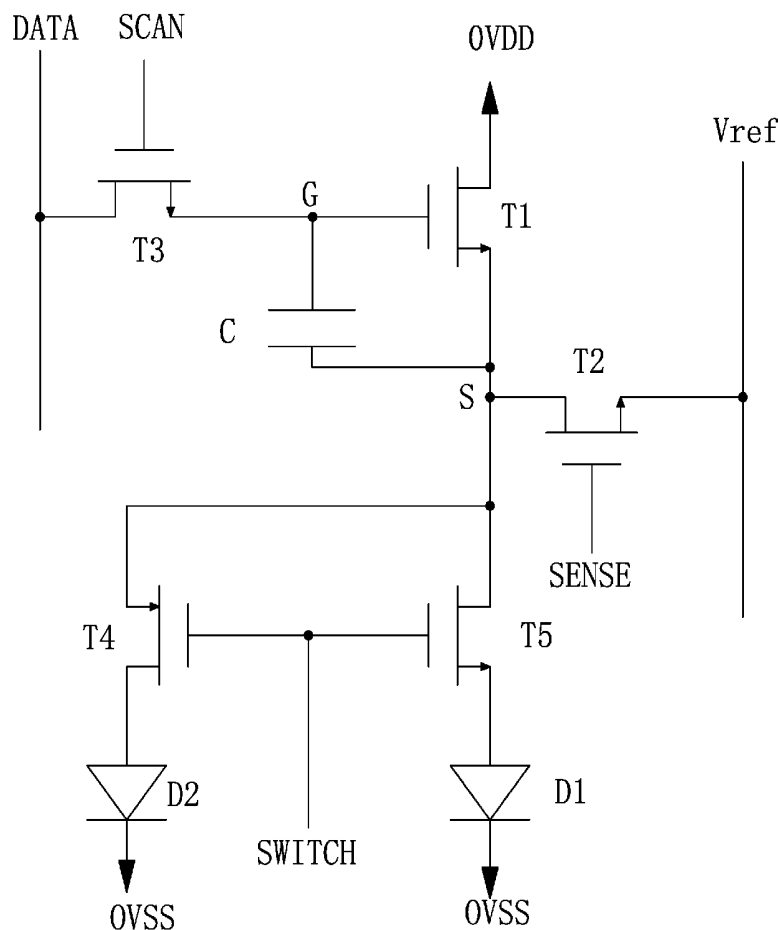 DATA
SCAN
OVDD
Vref
G
T1
T3
C
T2
S
SENSE
T4
T5
D2
D1
SWITCH
OVSS
OVSS